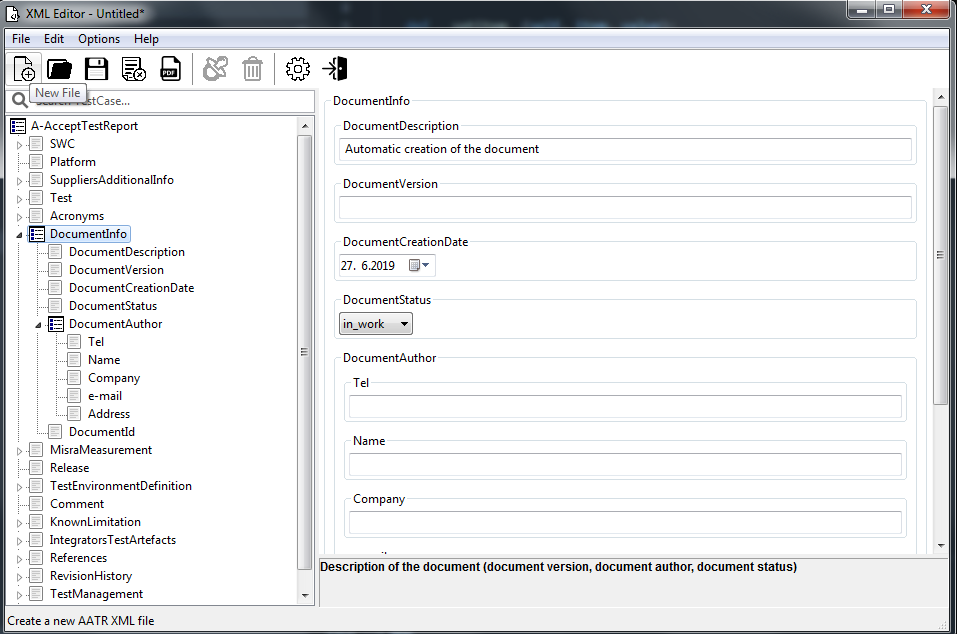 XML Editor - Untitled*
File Edit Options Help
PDF
New File
Search TestCase...
A-AcceptTestReport
SWC
Platform
SuppliersAdditionalInfo
Test
Acronyms
DocumentInfo
DocumentDescription
DocumentVersion
DocumentCreationDate
DocumentStatus
DocumentAuthor
Tel
Name
Company
e-mail
Address
DocumentId
MisraMeasurement
Release
TestEnvironmentDefinition
Comment
KnownLimitation
IntegratorsTestArtefacts
References
RevisionHistory
TestManagement
DocumentInfo
DocumentDescription
Automatic creation of the document
DocumentVersion
DocumentCreationDate
27. 6.2019
DocumentStatus
in_work
DocumentAuthor
Tel
Name
Company
Description of the document (document version, document author, document status)
Create a new AATR XML file